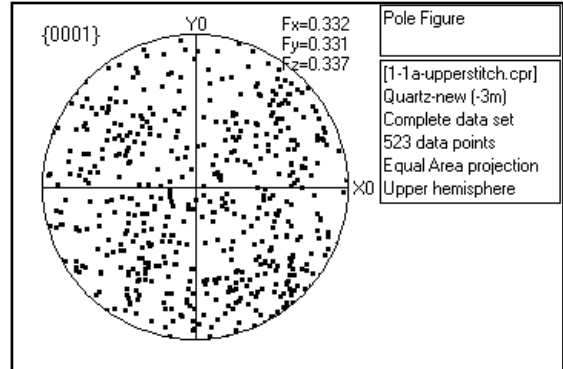 {0001}
Y0
Fx=0.332
Fy=0.331
Fz=0.337
X0
Pole Figure
[1-1a-upperstitch.cpr]
Quartz-new (-3m)
Complete data set
523 data points
Equal Area projection
Upper hemisphere